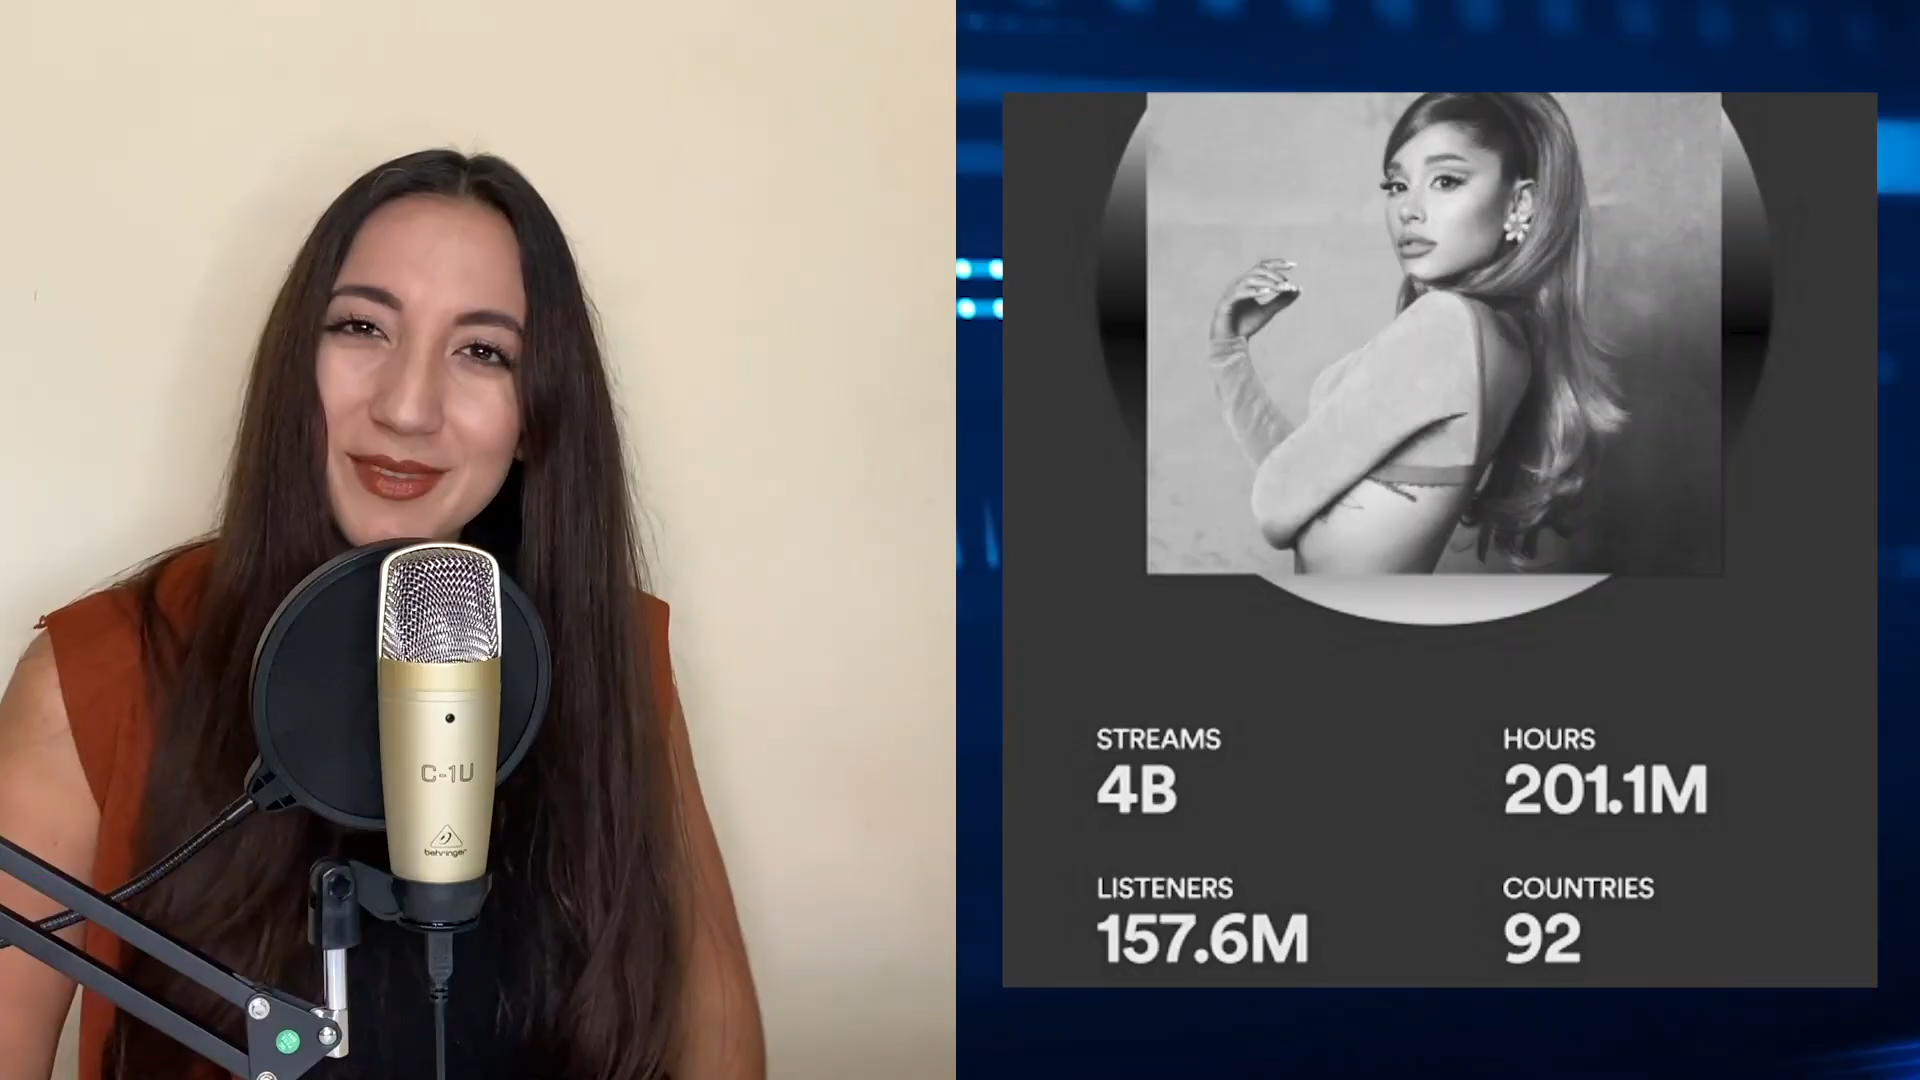 C-1U
behringer
STREAMS
4B
HOURS
201.1M
LISTENERS
157.6M
COUNTRIES
92